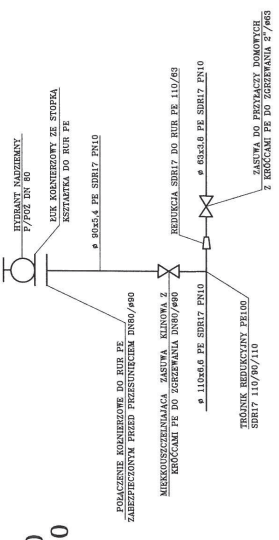 HYDRANT NADZIEMNY
P/POŻ DN 80
ŁUK KOŁNIERZOWY ZE STOPKĄ
KSZTAŁTKA DO RUR PE
ø 90x5,4 PE SDR17 PN10
POŁĄCZENIE KOŁNIERZOWE DO RUR PE
ZABEZPIECZONYM PRZED PRZESUNIĘCIEM DN80/ø90
MIĘKKOUSZCZELNIAJĄCA ZASUWA KLINOWA Z
KRÓĆCAMI PE DO ZGRZEWANIA DN80/ø90
REDUKCJA SDR17 DO RUR PE 110/63
ø 110x6,6 PE SDR17 PN10
ø 63x3,8 PE SDR17 PN10
TRÓJNIK REDUKCYJNY PE100
SDR17 110/90/110
ZASUWA DO PRZYŁĄCZY DOMOWYCH
Z KRÓĆCAMI PE DO ZGRZEWANIA 2"/ø63